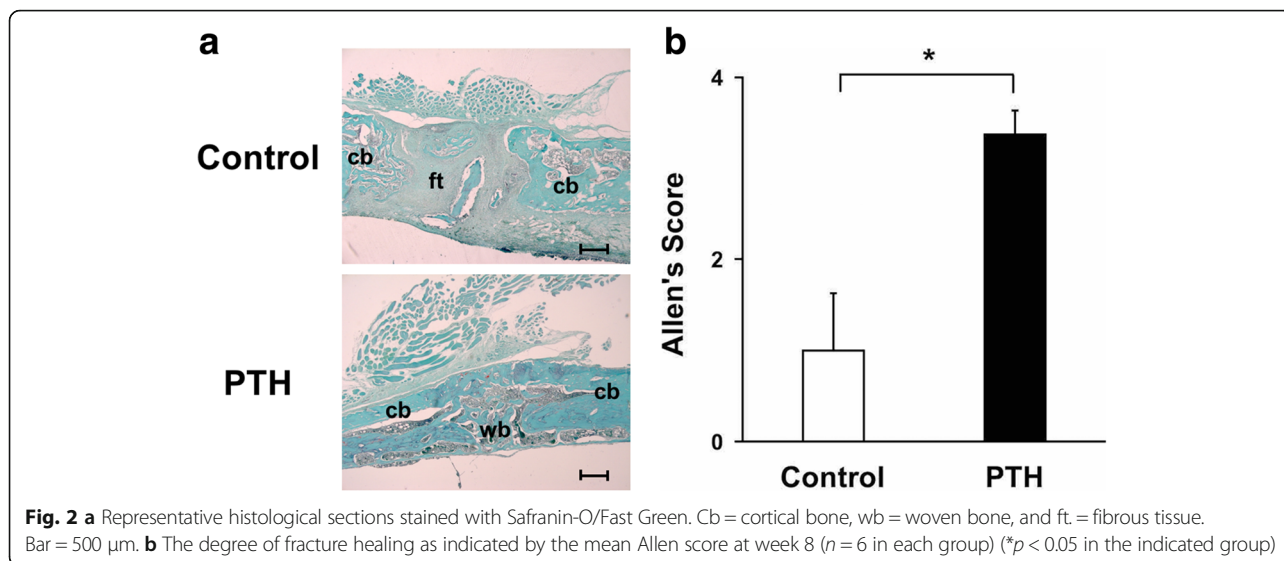 a
b
Control
cb
ft
cb
PTH
cb
cb
wb
*
Allen's Score
4
2
0
Control
PTH
Fig. 2 a Representative histological sections stained with Safranin-O/Fast Green. Cb = cortical bone, wb = woven bone, and ft. = fibrous tissue.
Bar = 500 μm. b The degree of fracture healing as indicated by the mean Allen score at week 8 (n = 6 in each group) (*p < 0.05 in the indicated group)